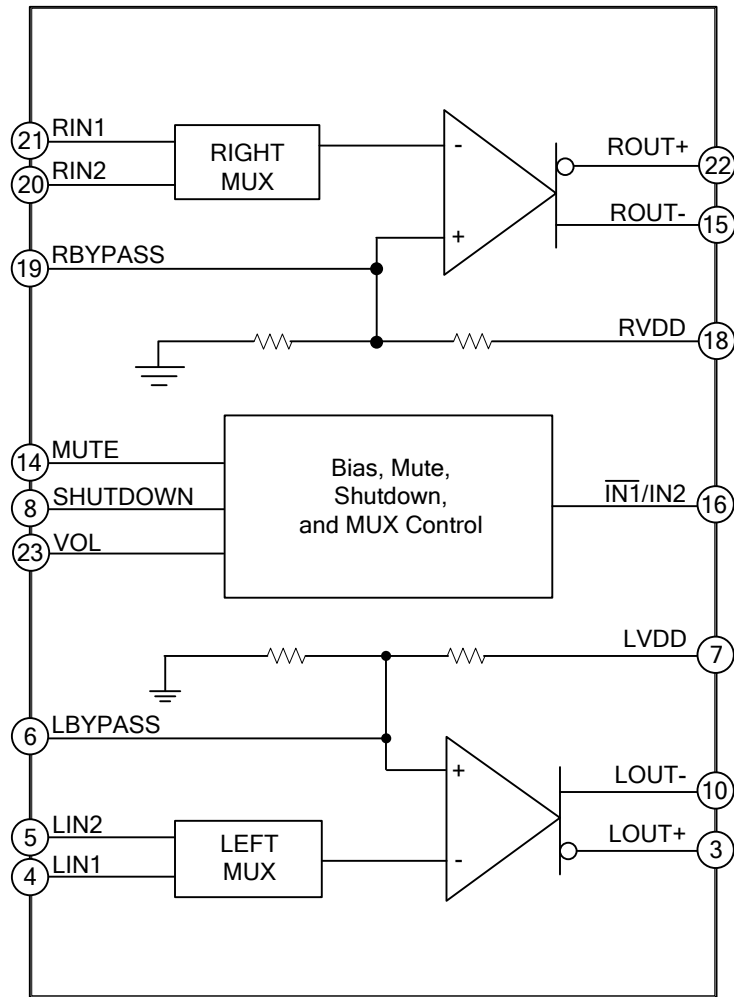 21 RIN1
20 RIN2
RIGHT
MUX
-
+
ROUT+ 22
ROUT- 15
19 RBYPASS
RVDD 18
14 MUTE
8 SHUTDOWN
23 VOL
Bias, Mute,
Shutdown,
and MUX Control
IN1/IN2 16
LVDD 7
6 LBYPASS
+
-
LOUT- 10
LOUT+ 3
5 LIN2
4 LIN1
LEFT
MUX